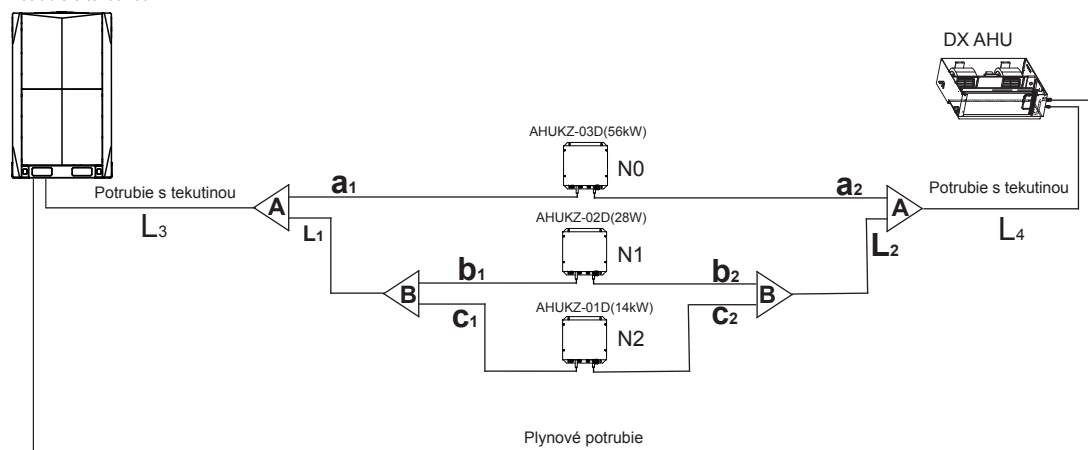 DX AHU
AHUKZ-03D(56kW)
N0
Potrubie s tekutinou
a1
a2
Potrubie s tekutinou
A
A
L3
L1
AHUKZ-02D(28W)
N1
L2
L4
b1
b2
B
B
c1
AHUKZ-01D(14kW)
c2
N2
Plynové potrubie